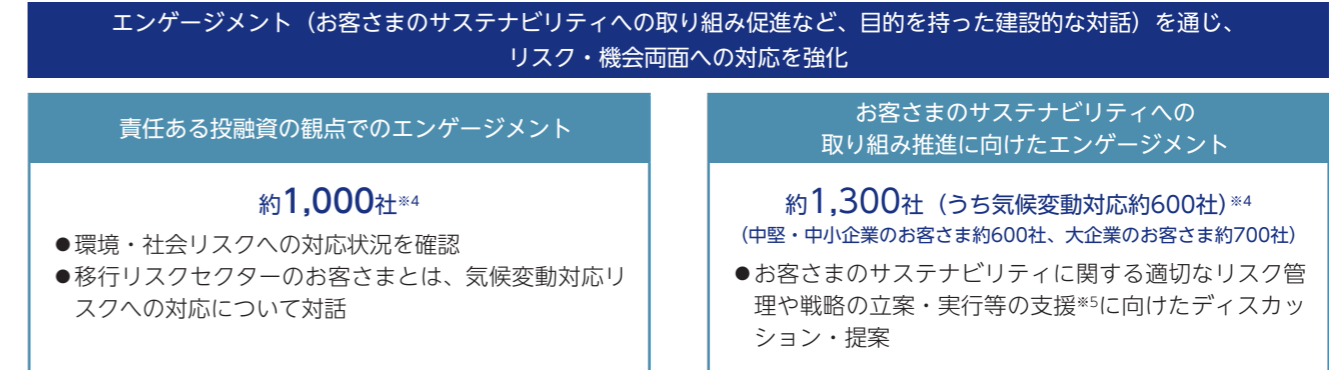 エンゲージメント（お客さまのサステナビリティへの取り組み促進など、目的を持った建設的な対話）を通じ、
リスク・機会両面への対応を強化
責任ある投融資の観点でのエンゲージメント
約1,000社※4
●環境・社会リスクへの対応状況を確認
●移行リスクセクターのお客さまとは、気候変動対応リ
スクへの対応について対話
お客さまのサステナビリティへの
取り組み推進に向けたエンゲージメント
約1,300社（うち気候変動対応約600社）※4
（中堅・中小企業のお客さま約600社、大企業のお客さま約700社）
●お客さまのサステナビリティに関する適切なリスク管
理や戦略の立案・実行等の支援※5に向けたディスカッ
ション・提案